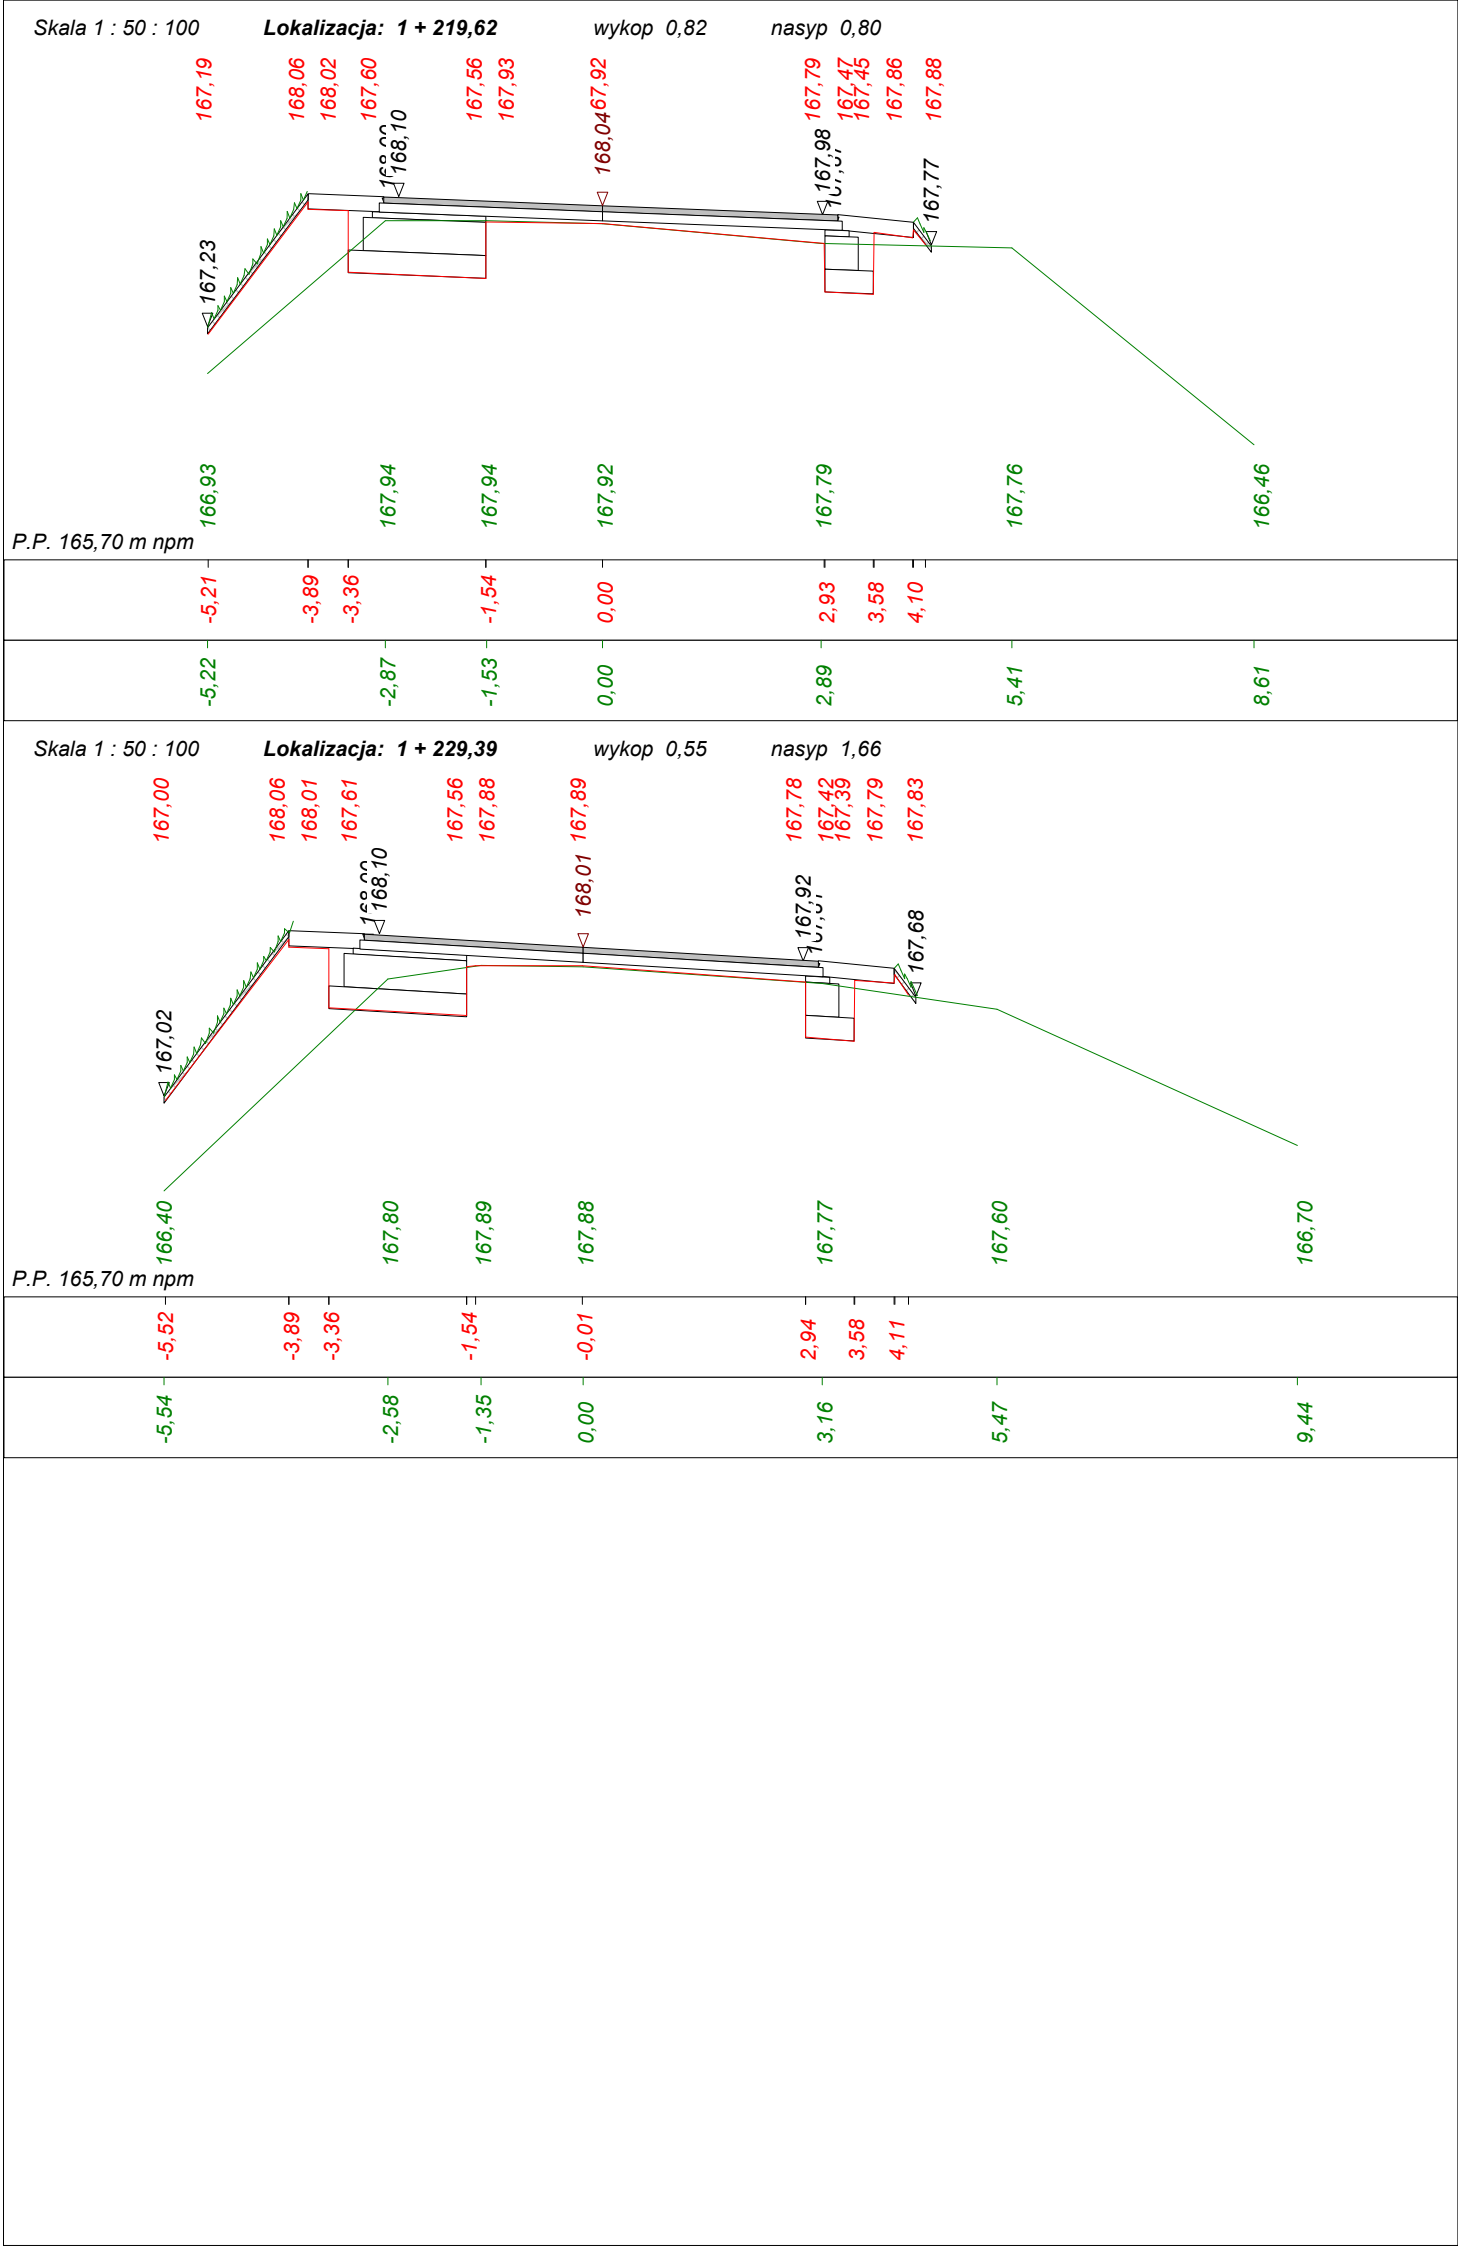 Skala 1 : 50 : 100 Lokalizacja: 1 + 219,62 wykop 0,82 nasyp 0,80
167,19 168,06 168,02 167,60 167,56 167,93 167,92 167,79 167,47 167,45 167,86 167,88
167,23 168,10 168,04 167,98 167,77
166,93 167,94 167,94 167,92 167,79 167,76 166,46
P.P. 165,70 m npm
-5,21 -3,89 -3,36 -1,54 0,00 2,93 3,58 4,10
-5,22 -2,87 -1,53 0,00 2,89 5,41 8,61
Skala 1 : 50 : 100 Lokalizacja: 1 + 229,39 wykop 0,55 nasyp 1,66
167,00 168,06 168,01 167,61 167,56 167,88 167,89 167,78 167,42 167,39 167,79 167,83
167,02 168,10 168,01 167,92 167,68
166,40 167,80 167,89 167,88 167,77 167,60 166,70
P.P. 165,70 m npm
-5,52 -3,89 -3,36 -1,54 -0,01 2,94 3,58 4,11
-5,54 -2,58 -1,35 0,00 3,16 5,47 9,44